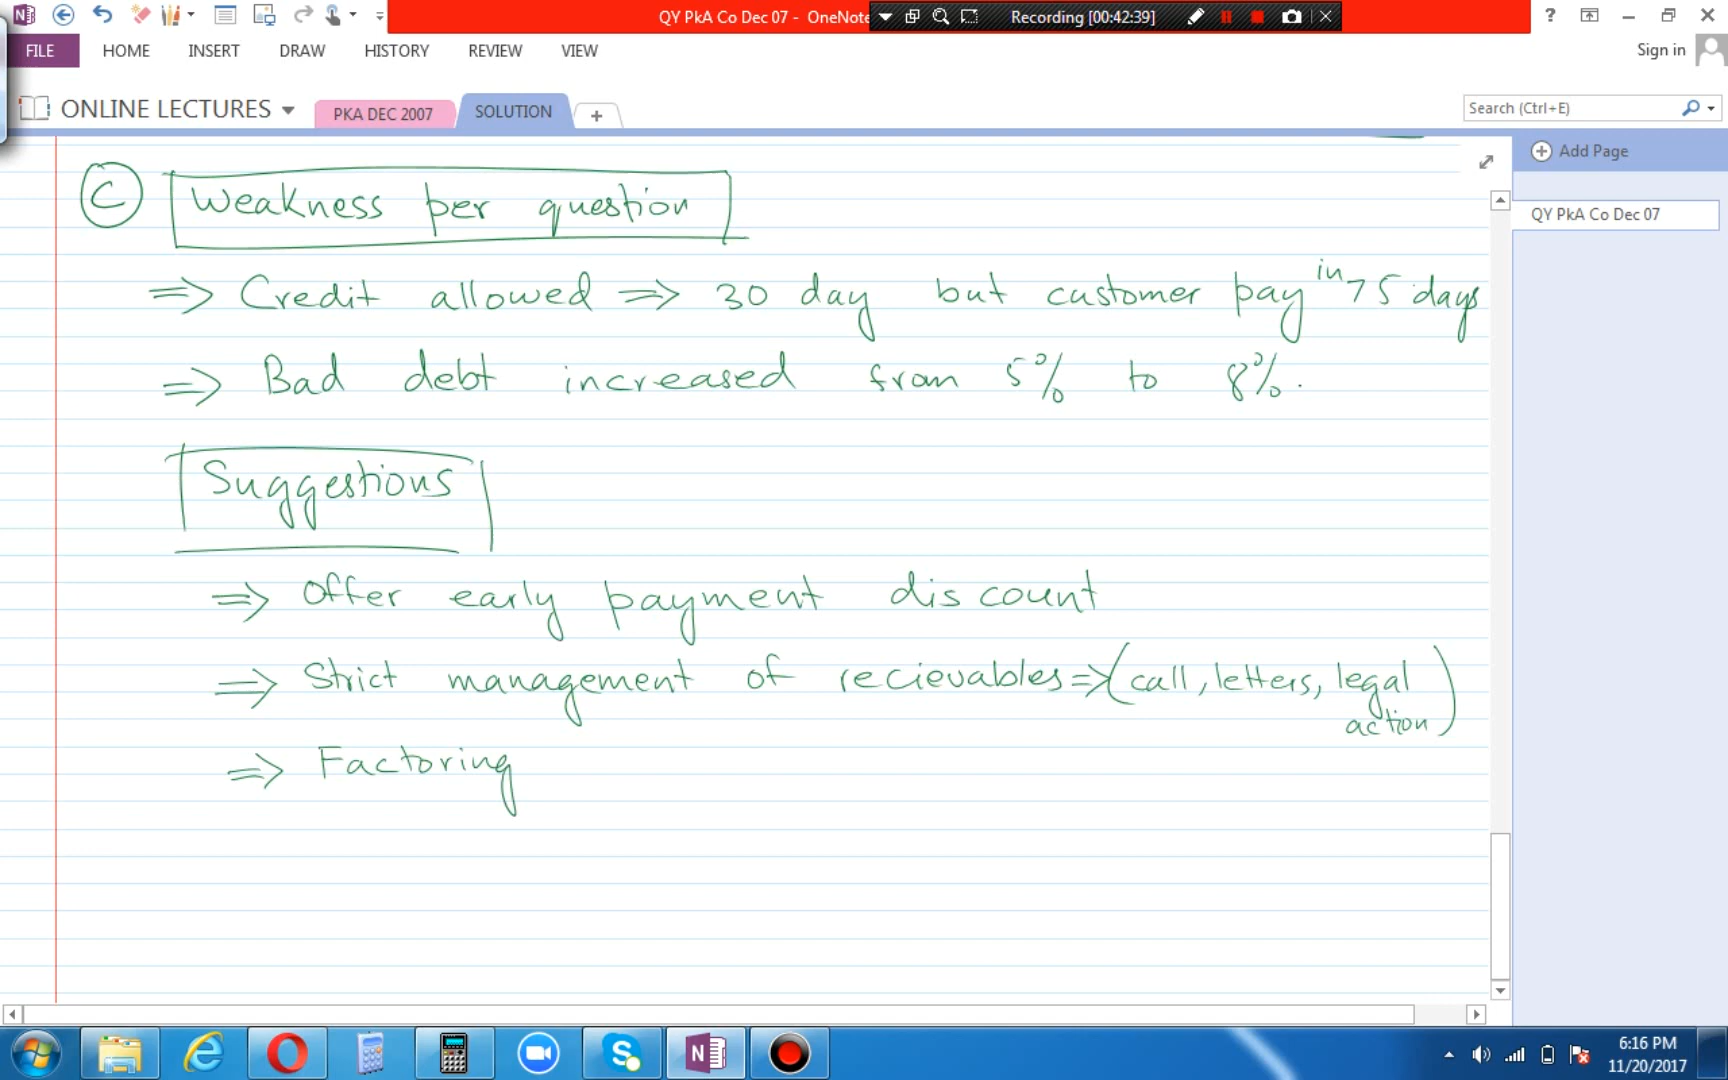 QY PkA Co Dec 07 - OneNote
Recording [00:42:39]
FILE
HOME
INSERT
DRAW
HISTORY
REVIEW
VIEW
Sign in
ONLINE LECTURES
PKA DEC 2007
SOLUTION
Search (Ctrl+E)
Add Page
QY PkA Co Dec 07
C Weakness per question
⇒ Credit allowed ⇒ 30 day but customer pay in 75 days
⇒ Bad debt increased from 5% to 8%.
Suggestions
⇒ Offer early payment discount
⇒ Strict management of recievables ⇒ (call, letters, legal action)
⇒ Factoring
6:16 PM
11/20/2017